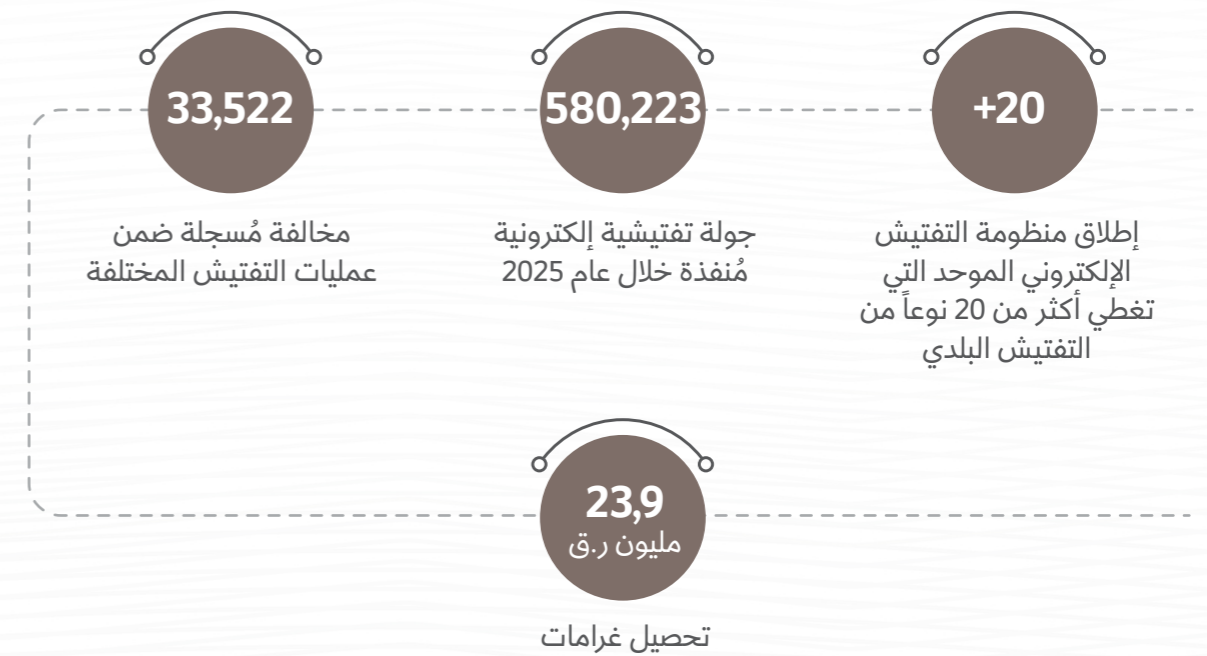 +20
إطلاق منظومة التفتيش
الإلكتروني الموحد التي
تغطي أكثر من 20 نوعاً من
التفتيش البلدي
580,223
جولة تفتيشية إلكترونية
مُنفذة خلال عام 2025
33,522
مخالفة مُسجلة ضمن
عمليات التفتيش المختلفة
23,9
مليون ر.ق
تحصيل غرامات